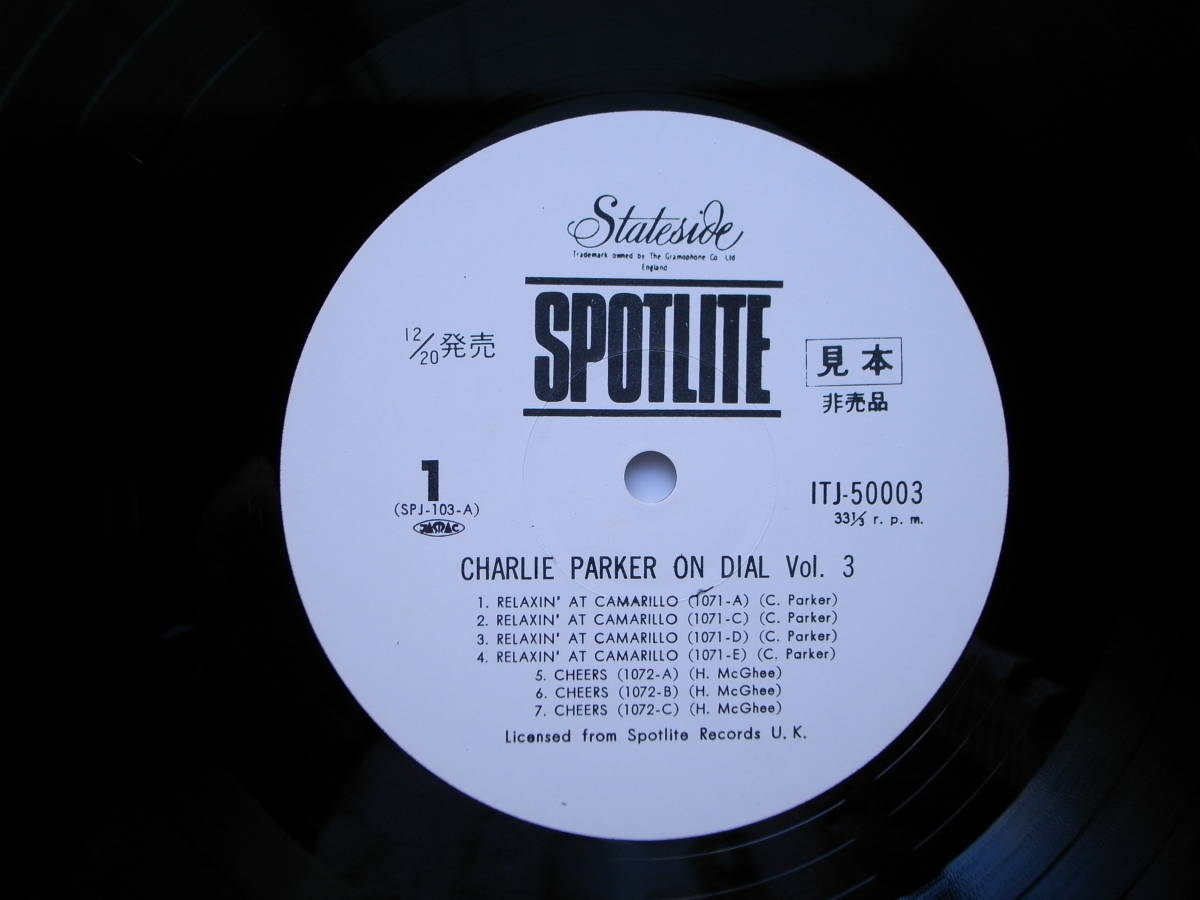 Stateside
Trademark owned by The Gramophone Co Ltd
England
SPOTLITE
12/20発売
見本
非売品
1
(SPJ-103-A)
JASRAC
ITJ-50003
33⅓ r. p. m.
CHARLIE PARKER ON DIAL Vol. 3
1. RELAXIN' AT CAMARILLO (1071-A) (C. Parker)
2. RELAXIN' AT CAMARILLO (1071-C) (C. Parker)
3. RELAXIN' AT CAMARILLO (1071-D) (C. Parker)
4. RELAXIN' AT CAMARILLO (1071-E) (C. Parker)
5. CHEERS (1072-A) (H. McGhee)
6. CHEERS (1072-B) (H. McGhee)
7. CHEERS (1072-C) (H. McGhee)
Licensed from Spotlite Records U. K.